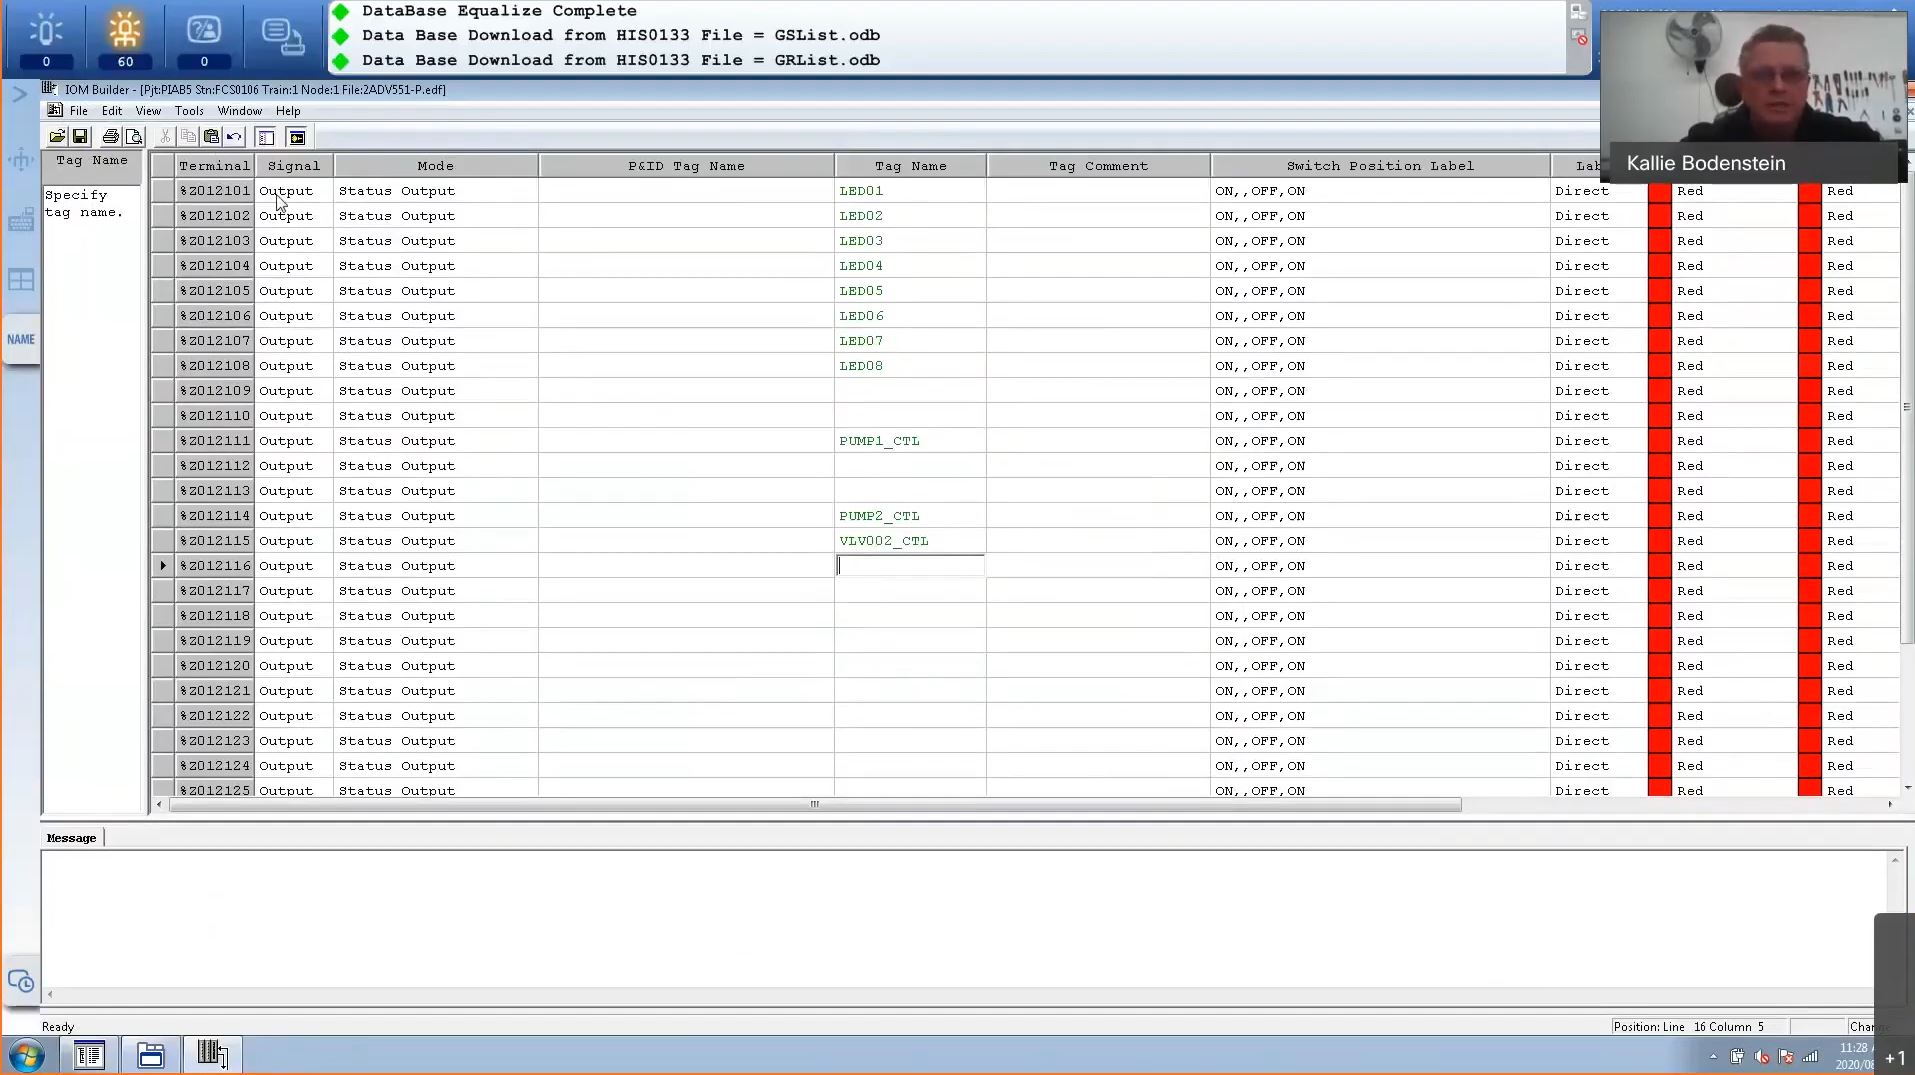 DataBase Equalize Complete
Data Base Download from HIS0133 File = GSList.odb
Data Base Download from HIS0133 File = GRList.odb
0
60
0
IOM Builder - [Pjt:PIAB5 Stn:FCS0106 Train:1 Node:1 File:2ADV551-P.edf]
File Edit View Tools Window Help
Kallie Bodenstein
Tag Name
Specify
tag name.
NAME
Terminal Signal Mode P&ID Tag Name Tag Name Tag Comment Switch Position Label
%Z012101 Output Status Output LED01 ON,,OFF,ON Direct Red Red
%Z012102 Output Status Output LED02 ON,,OFF,ON Direct Red Red
%Z012103 Output Status Output LED03 ON,,OFF,ON Direct Red Red
%Z012104 Output Status Output LED04 ON,,OFF,ON Direct Red Red
%Z012105 Output Status Output LED05 ON,,OFF,ON Direct Red Red
%Z012106 Output Status Output LED06 ON,,OFF,ON Direct Red Red
%Z012107 Output Status Output LED07 ON,,OFF,ON Direct Red Red
%Z012108 Output Status Output LED08 ON,,OFF,ON Direct Red Red
%Z012109 Output Status Output ON,,OFF,ON Direct Red Red
%Z012110 Output Status Output ON,,OFF,ON Direct Red Red
%Z012111 Output Status Output PUMP1_CTL ON,,OFF,ON Direct Red Red
%Z012112 Output Status Output ON,,OFF,ON Direct Red Red
%Z012113 Output Status Output ON,,OFF,ON Direct Red Red
%Z012114 Output Status Output PUMP2_CTL ON,,OFF,ON Direct Red Red
%Z012115 Output Status Output VLV002_CTL ON,,OFF,ON Direct Red Red
%Z012116 Output Status Output ON,,OFF,ON Direct Red Red
%Z012117 Output Status Output ON,,OFF,ON Direct Red Red
%Z012118 Output Status Output ON,,OFF,ON Direct Red Red
%Z012119 Output Status Output ON,,OFF,ON Direct Red Red
%Z012120 Output Status Output ON,,OFF,ON Direct Red Red
%Z012121 Output Status Output ON,,OFF,ON Direct Red Red
%Z012122 Output Status Output ON,,OFF,ON Direct Red Red
%Z012123 Output Status Output ON,,OFF,ON Direct Red Red
%Z012124 Output Status Output ON,,OFF,ON Direct Red Red
%Z012125 Output Status Output ON,,OFF,ON Direct Red Red
Message
Ready
Position: Line 16 Column 5
11:28
2020/0
+1